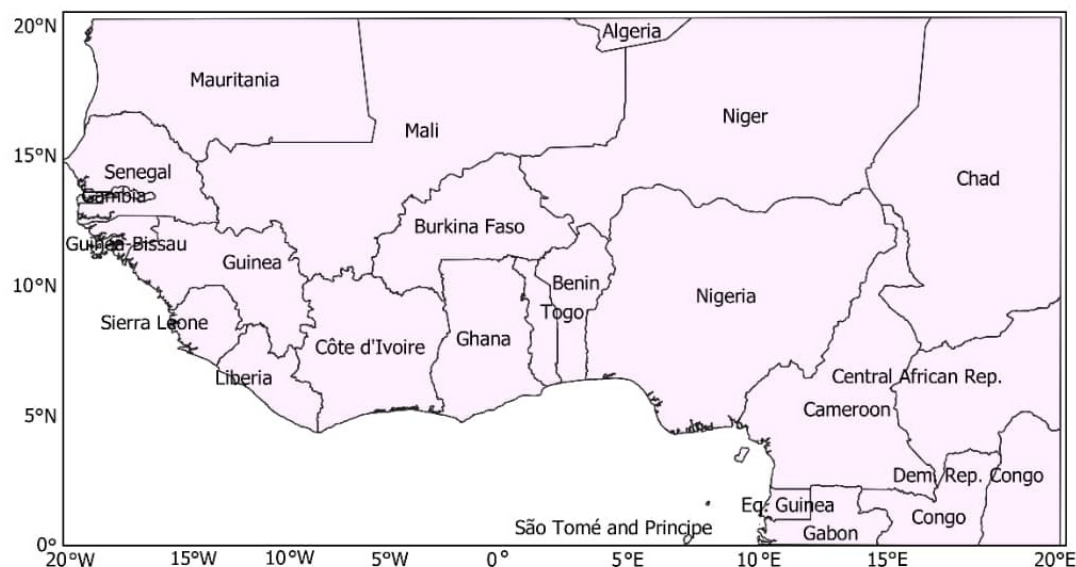 20°N
Algeria
Mauritania
Niger
Mali
15°N
Senegal
Chad
Gambia
Burkina Faso
Guinea-Bissau
Guinea
10°N
Benin
Nigeria
Togo
Sierra Leone
Ghana
Côte d'Ivoire
Liberia
Central African Rep.
5°N
Cameroon
Dem. Rep. Congo
Eq. Guinea
Congo
São Tomé and Principe
Gabon
0°
20°W 15°W 10°W 5°W 0° 5°E 10°E 15°E 20°E